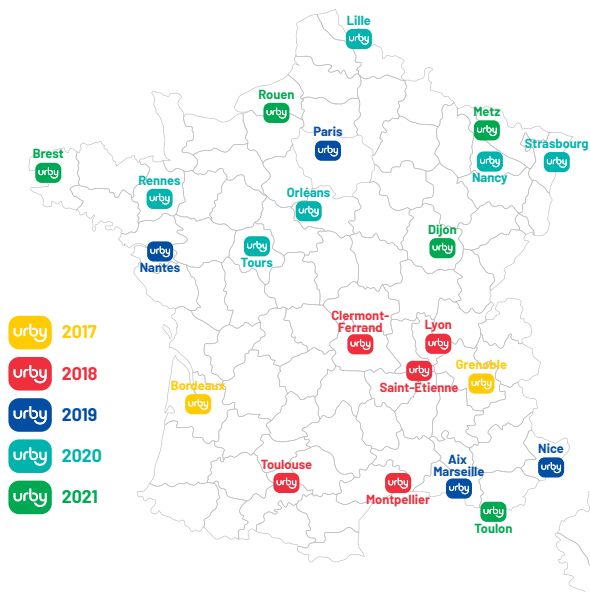 Lille
urby
Rouen
urby
Metz
urby
Paris
urby
Strasbourg
urby
Brest
urby
urby
Nancy
Rennes
urby
Orléans
urby
Dijon
urby
urby
Tours
urby
Nantes
Clermont-
Ferrand
urby
Lyon
urby
urby 2017
urby 2018
urby 2019
urby 2020
urby 2021
Grenoble
urby
urby
Saint-Étienne
Bordeaux
urby
Nice
urby
Aix
Marseille
urby
Toulouse
urby
urby
Montpellier
urby
Toulon